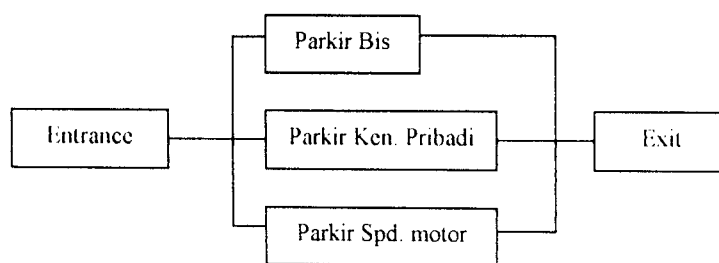 Parkir Bis
Entrance
Parkir Ken. Pribadi
Exit
Parkir Spd. motor